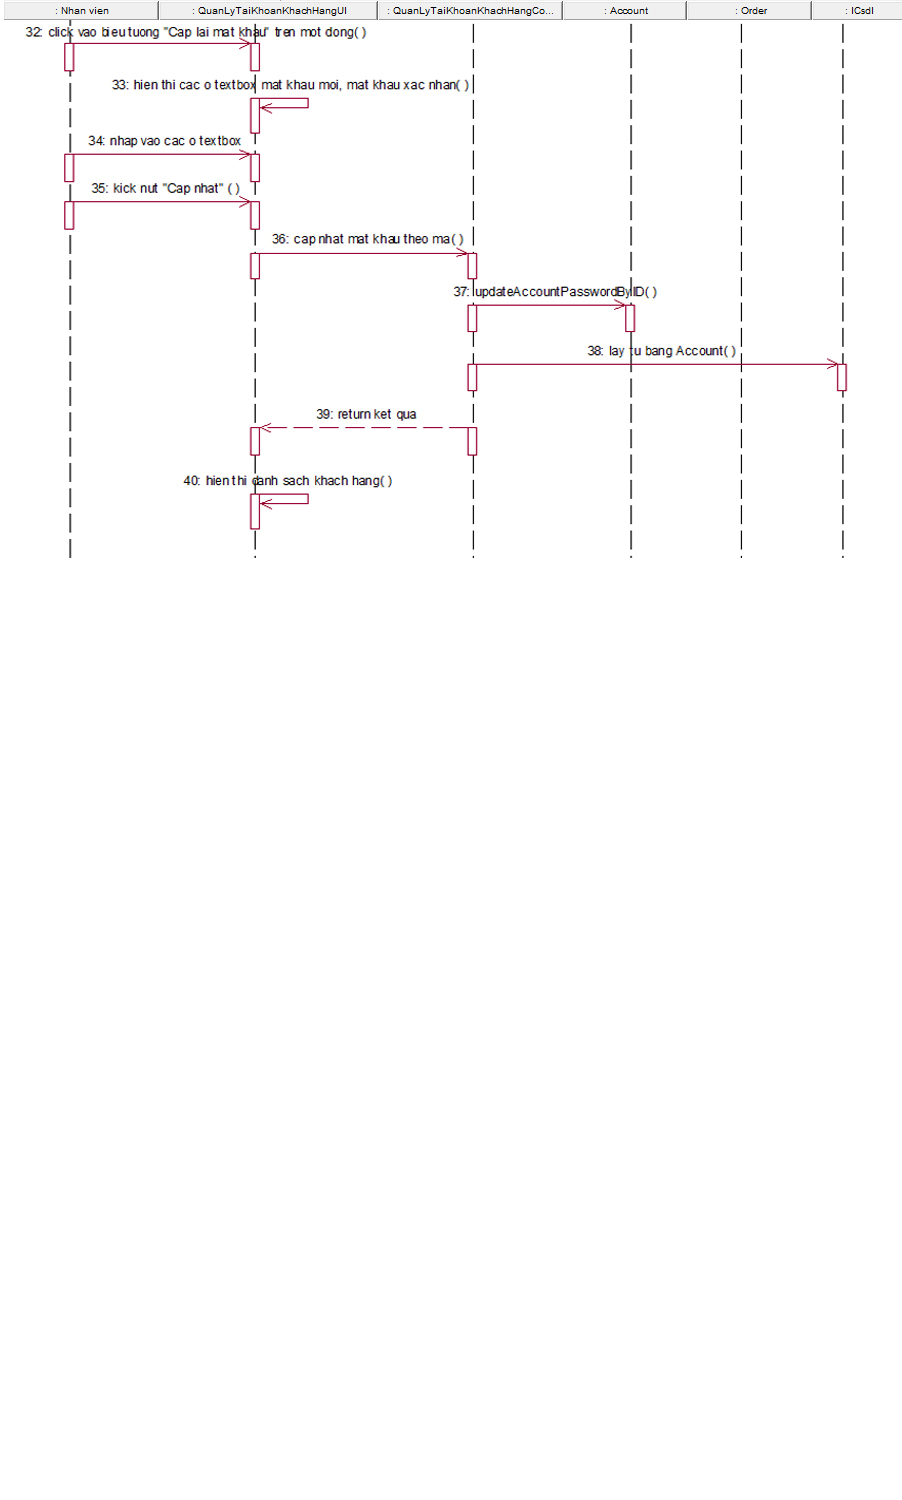 : Nhan vien
: QuanLyTaiKhoanKhachHangUI
: QuanLyTaiKhoanKhachHangCo...
: Account
: Order
: ICsdl
32: click vao bieu tuong "Cap lai mat khau" tren mot dong( )
33: hien thi cac o textbox mat khau moi, mat khau xac nhan( )
34: nhap vao cac o textbox
35: kick nut "Cap nhat" ( )
36: cap nhat mat khau theo ma( )
37: updateAccountPasswordByID( )
38: lay tu bang Account( )
39: return ket qua
40: hien thi danh sach khach hang( )